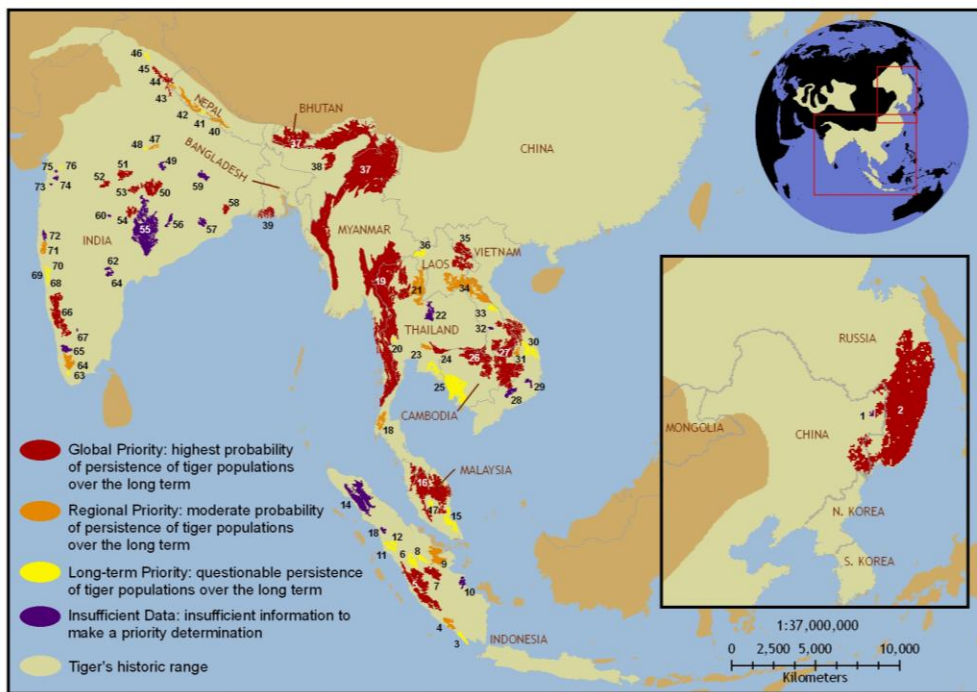 46
45
44
43
NEPAL
42
41
40
BHUTAN
37
38
37
CHINA
BANGLADESH
47
48
49
75
76
51
52
50
53
59
73
74
58
54
60
55
56
57
39
72
INDIA
71
62
64
69
70
68
66
67
65
64
63
MYANMAR
36
35
VIETNAM
LAOS
19
21
34
22
33
THAILAND
32
20
30
23
24
26
27
31
25
29
28
CAMBODIA
18
MALAYSIA
16
17
15
14
18
12
11
6
8
9
5
7
10
4
3
INDONESIA
RUSSIA
1
2
MONGOLIA
CHINA
N. KOREA
S. KOREA
Global Priority: highest probability
of persistence of tiger populations
over the long term
Regional Priority: moderate probability
of persistence of tiger populations
over the long term
Long-term Priority: questionable persistence
of tiger populations over the long term
Insufficient Data: insufficient information to
make a priority determination
Tiger's historic range
1:37,000,000
0 2,500 5,000 10,000
Kilometers